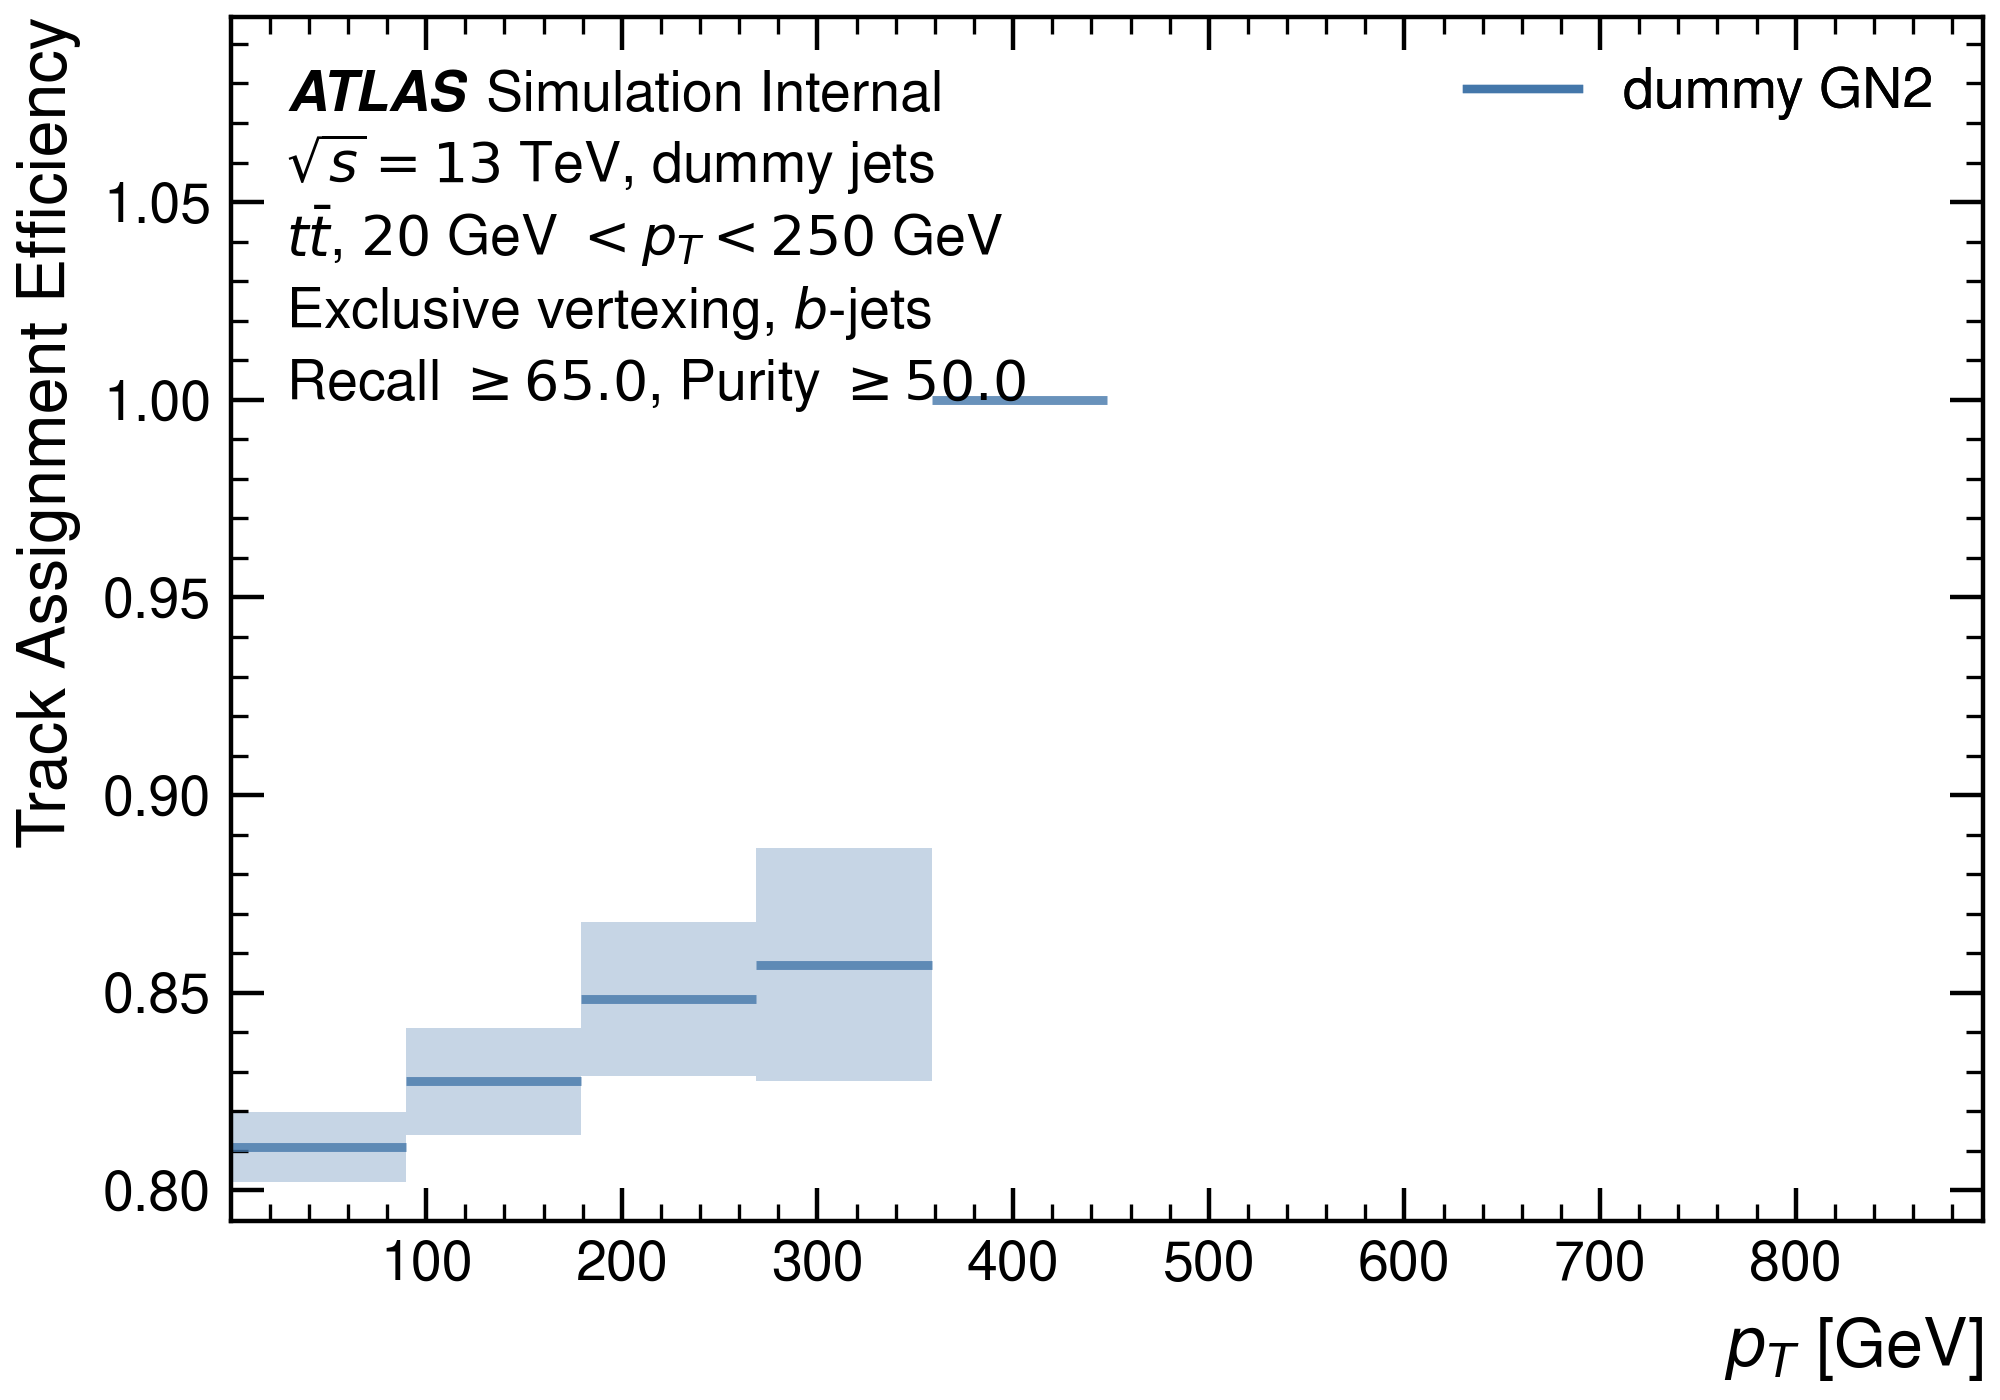 Track Assignment Efficiency
ATLAS Simulation Internal
√s = 13 TeV, dummy jets
tt̄, 20 GeV < p_T < 250 GeV
Exclusive vertexing, b-jets
Recall ≥ 65.0, Purity ≥ 50.0
dummy GN2
1.05
1.00
0.95
0.90
0.85
0.80
100 200 300 400 500 600 700 800
p_T [GeV]